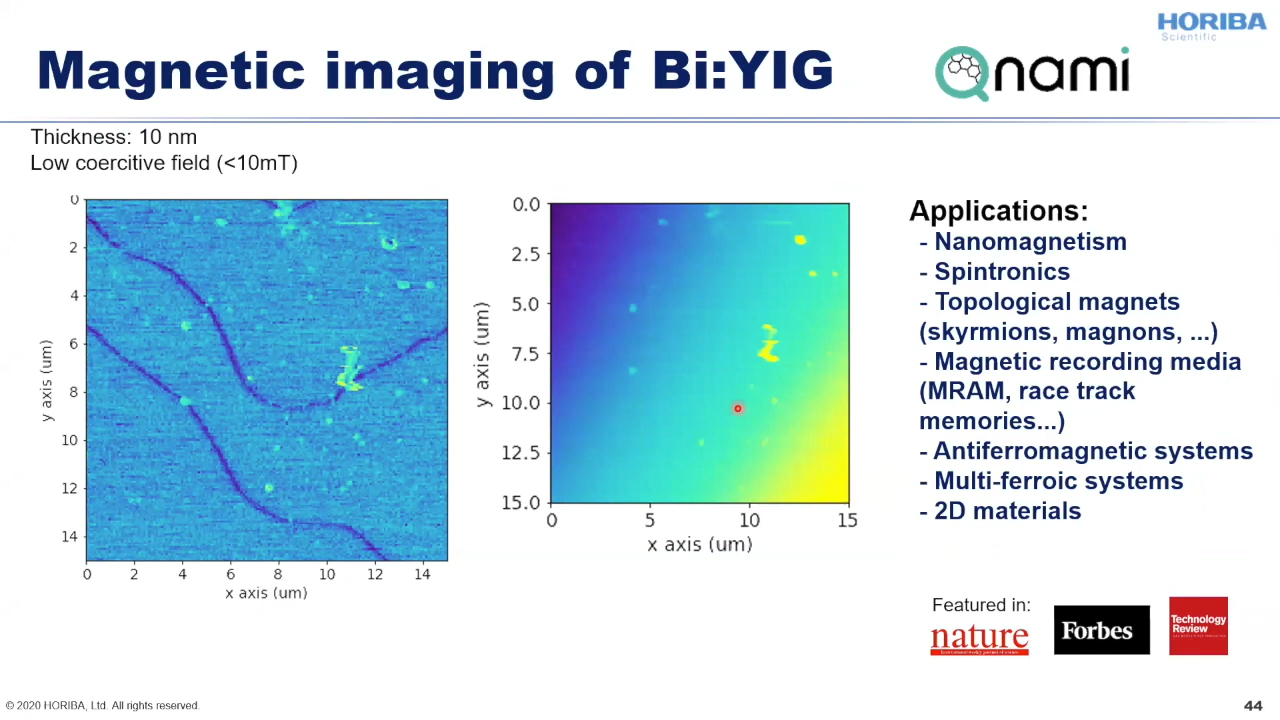 HORIBA
Scientific
Magnetic imaging of Bi:YIG
Qnami
Thickness: 10 nm
Low coercitive field (<10mT)
0
2
4
6
8
10
12
14
y axis (um)
0 2 4 6 8 10 12 14
x axis (um)
0.0
2.5
5.0
7.5
10.0
12.5
15.0
y axis (um)
0 5 10 15
x axis (um)
Applications:
- Nanomagnetism
- Spintronics
- Topological magnets
(skyrmions, magnons, ...)
- Magnetic recording media
(MRAM, race track
memories...)
- Antiferromagnetic systems
- Multi-ferroic systems
- 2D materials
Featured in:
nature
Forbes
Technology
Review
© 2020 HORIBA, Ltd. All rights reserved.
44